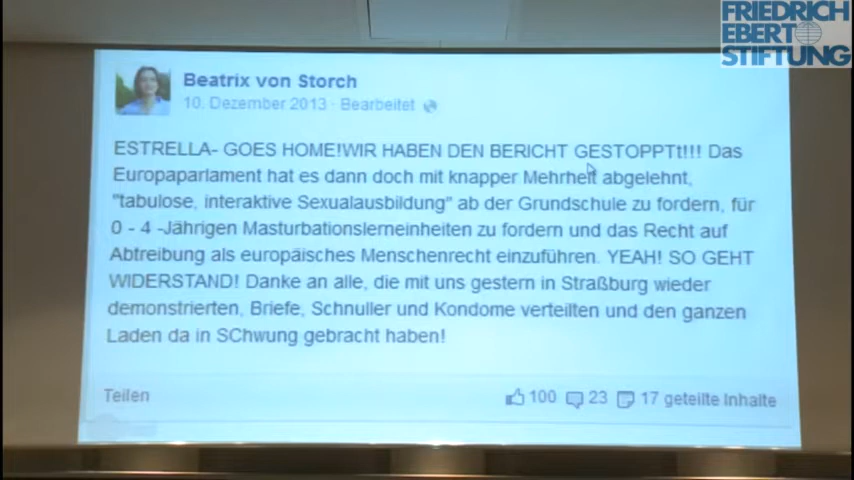 FRIEDRICH
EBERT
STIFTUNG
Beatrix von Storch
10. Dezember 2013 · Bearbeitet
ESTRELLA- GOES HOME!WIR HABEN DEN BERICHT GESTOPPTt!!! Das
Europaparlament hat es dann doch mit knapper Mehrheit abgelehnt,
"tabulose, interaktive Sexualausbildung" ab der Grundschule zu fordern, für
0 - 4 -Jährigen Masturbationslerneinheiten zu fordern und das Recht auf
Abtreibung als europäisches Menschenrecht einzuführen. YEAH! SO GEHT
WIDERSTAND! Danke an alle, die mit uns gestern in Straßburg wieder
demonstrierten, Briefe, Schnuller und Kondome verteilten und den ganzen
Laden da in SChwung gebracht haben!
Teilen
100 23 17 geteilte Inhalte